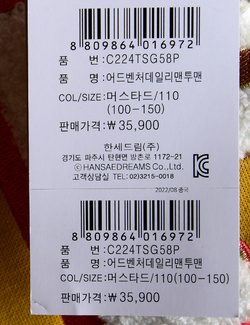 8 809864 016972
품 번 :C224TSG58P
품 명 :어드벤처데일리맨투맨
COL/SIZE:머스타드/110
(100-150)
판매가격:₩35,900
한세드림(주)
경기도 파주시 탄현면 방촌로 1172-21
ⓒHANSAEDREAMS Co.,Ltd.
고객상담실 TEL:02)3215-0018
2022/08 중국
8 809864 016972
품 번 :C224TSG58P
품 명 :어드벤처데일리맨투맨
COL/SIZE:머스타드/110(100-150)
판매가격:₩35,900